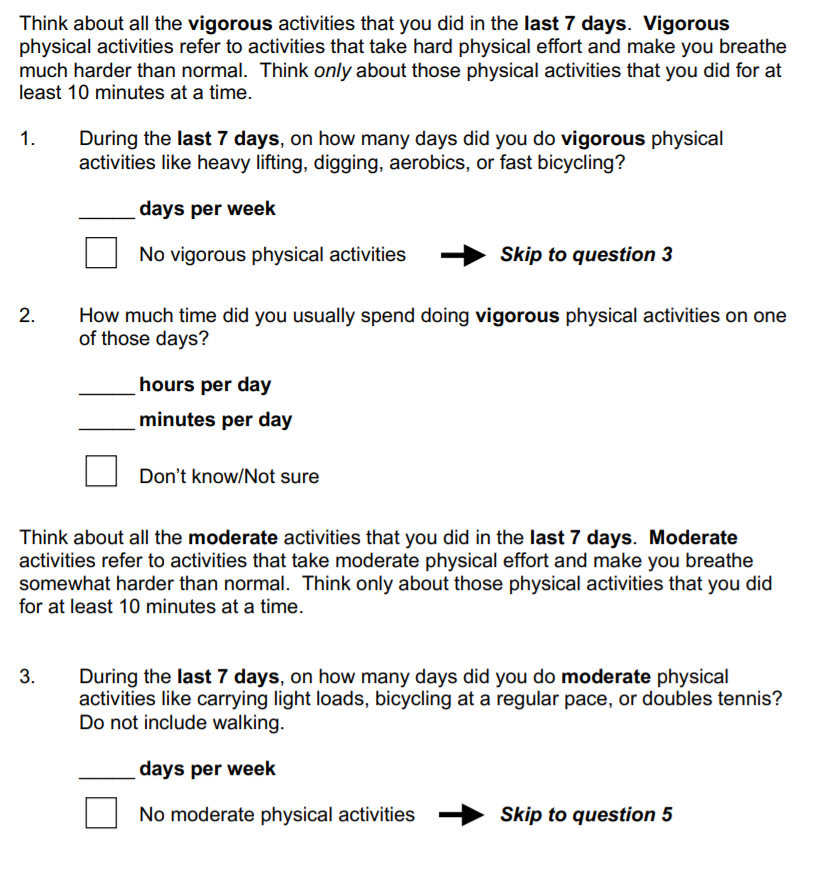 Think about all the vigorous activities that you did in the last 7 days.  Vigorous
physical activities refer to activities that take hard physical effort and make you breathe
much harder than normal.  Think only about those physical activities that you did for at
least 10 minutes at a time.
1. During the last 7 days, on how many days did you do vigorous physical
activities like heavy lifting, digging, aerobics, or fast bicycling?
_____ days per week
No vigorous physical activities Skip to question 3
2. How much time did you usually spend doing vigorous physical activities on one
of those days?
_____ hours per day
_____ minutes per day
Don’t know/Not sure
Think about all the moderate activities that you did in the last 7 days.  Moderate
activities refer to activities that take moderate physical effort and make you breathe
somewhat harder than normal.  Think only about those physical activities that you did
for at least 10 minutes at a time.
3. During the last 7 days, on how many days did you do moderate physical
activities like carrying light loads, bicycling at a regular pace, or doubles tennis?
Do not include walking.
_____ days per week
No moderate physical activities Skip to question 5